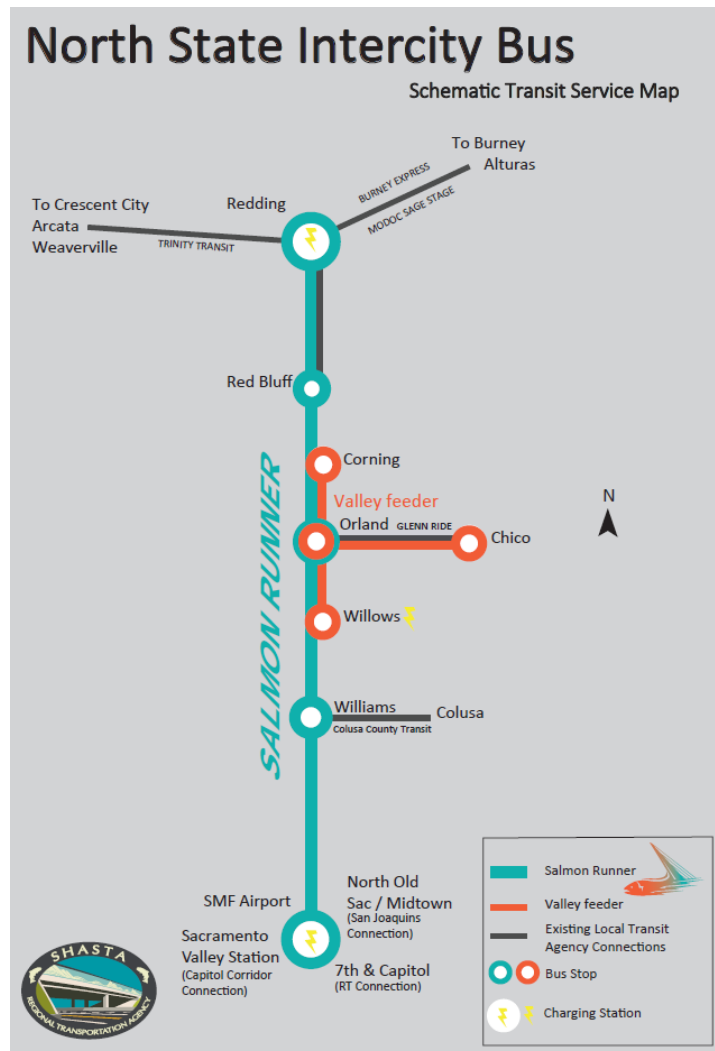 North State Intercity Bus
Schematic Transit Service Map
To Burney
Alturas
BURNEY EXPRESS
MODOC SAGE STAGE
To Crescent City
Arcata
Weaverville
TRINITY TRANSIT
Redding
Red Bluff
Corning
Valley feeder
Orland
GLENN RIDE
Chico
N
Willows
SALMON RUNNER
Williams
Colusa
Colusa County Transit
SMF Airport
Sacramento
Valley Station
(Capitol Corridor
Connection)
North Old
Sac / Midtown
(San Joaquins
Connection)
7th & Capitol
(RT Connection)
Salmon Runner
Valley feeder
Existing Local Transit
Agency Connections
Bus Stop
Charging Station
SHASTA
REGIONAL TRANSPORTATION AGENCY